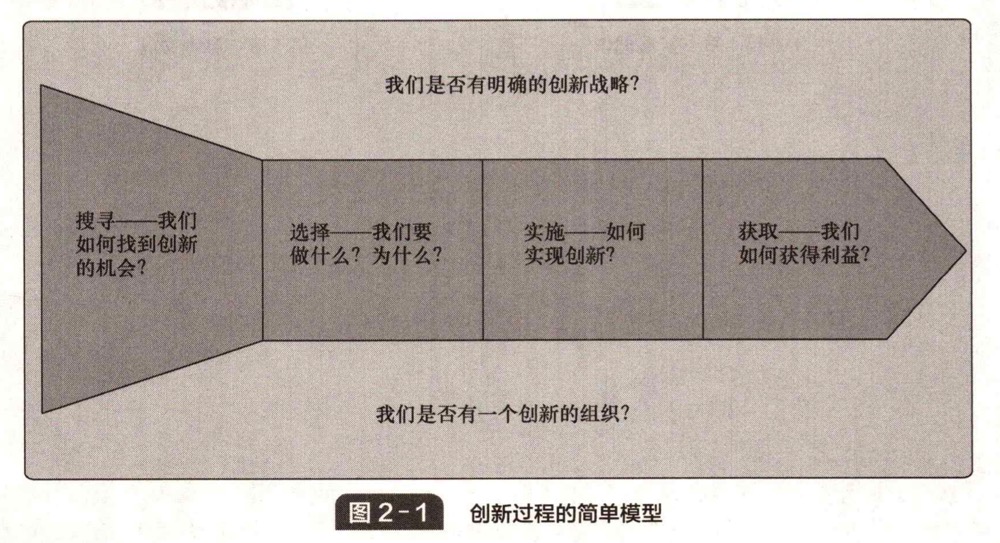 我们是否有明确的创新战略？
搜寻——我们
如何找到创新
的机会？
选择——我们要
做什么？为什么？
实施——如何
实现创新？
获取——我们
如何获得利益？
我们是否有一个创新的组织？
图2-1 创新过程的简单模型